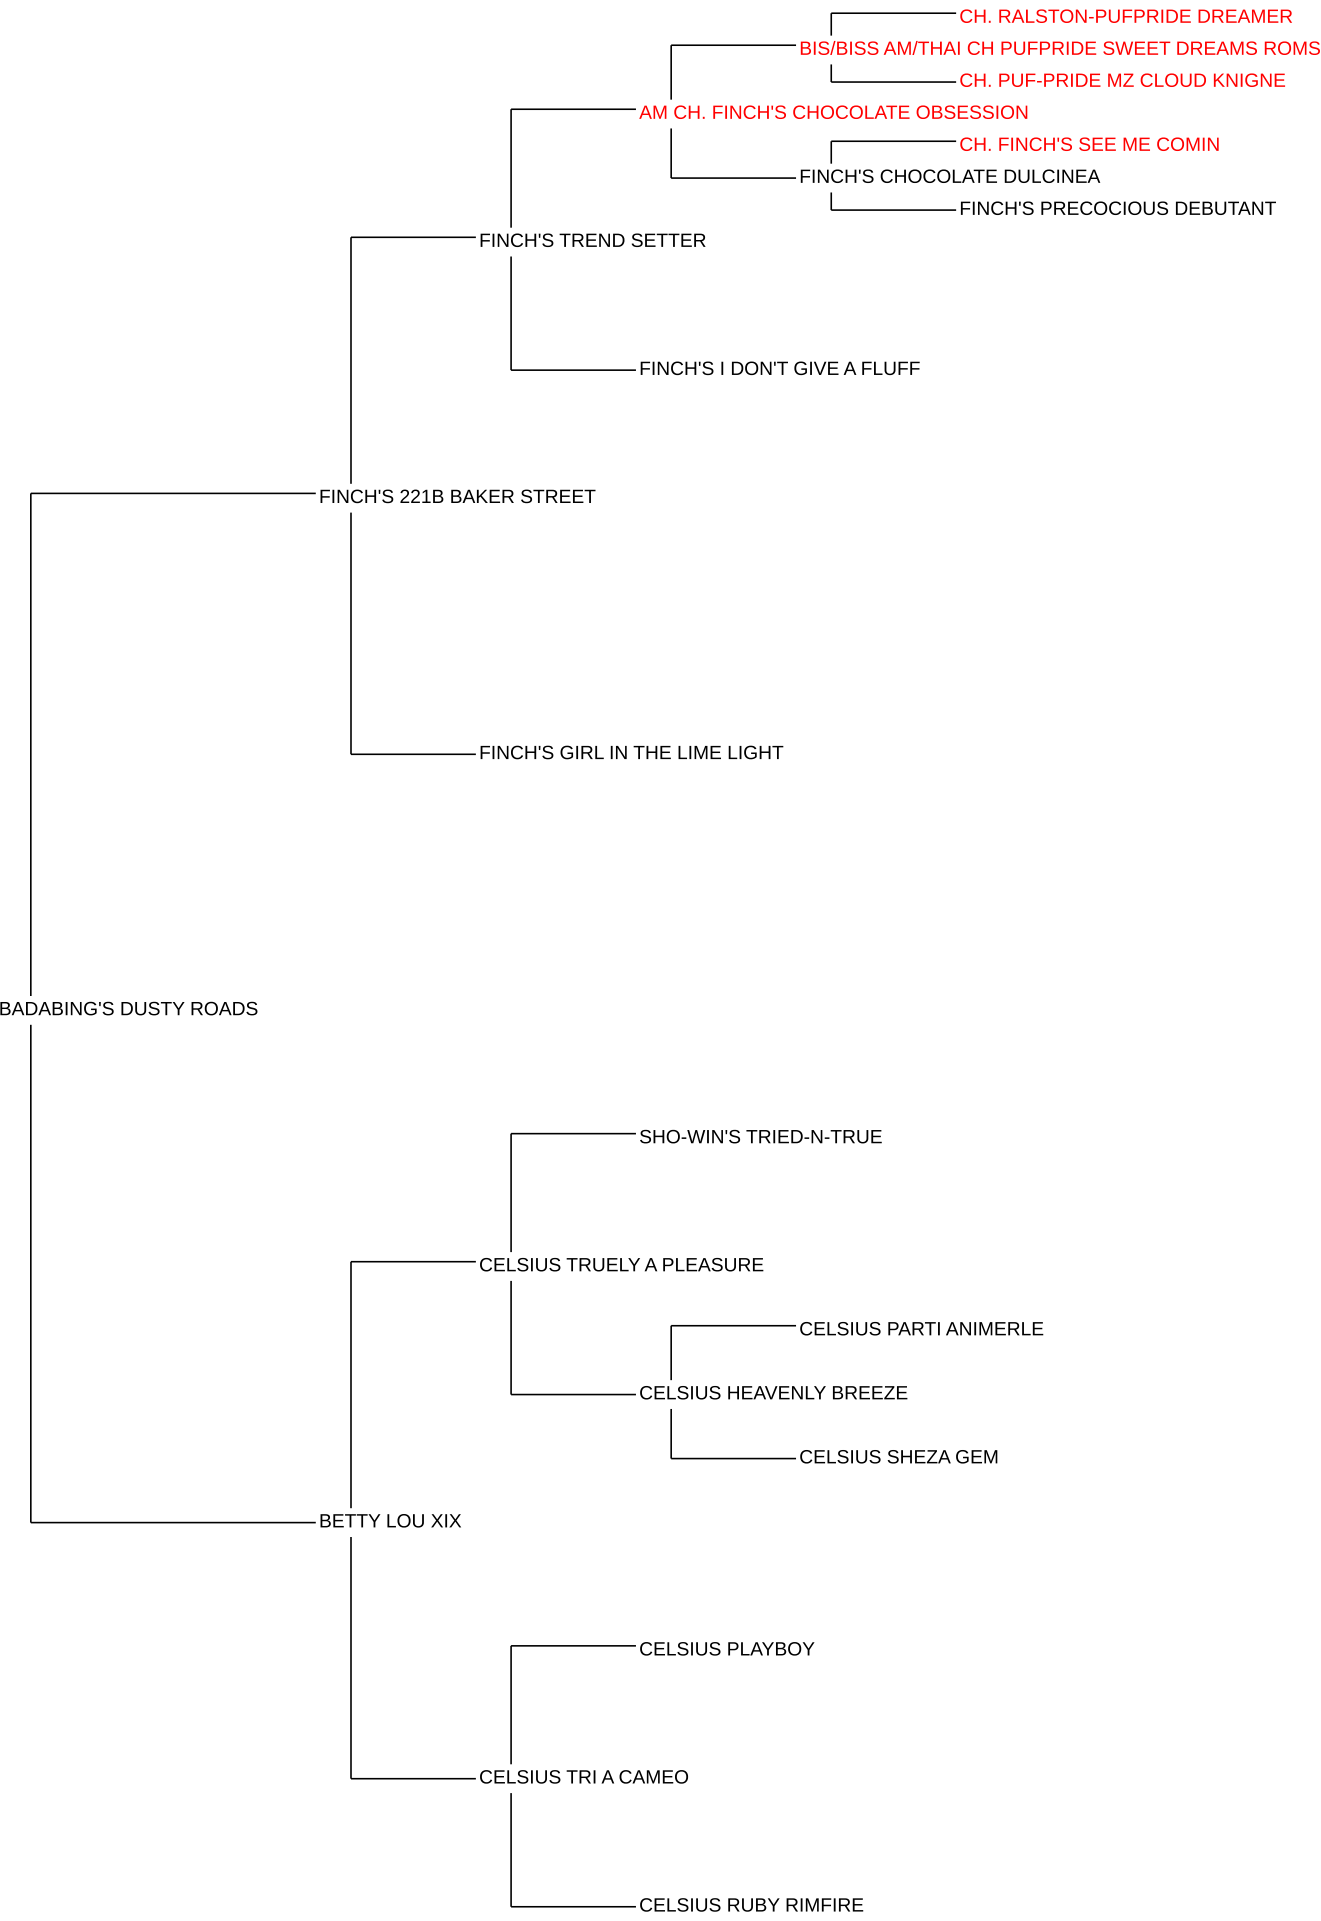 CH. RALSTON-PUFPRIDE DREAMER
BIS/BISS AM/THAI CH PUFPRIDE SWEET DREAMS ROMS
CH. PUF-PRIDE MZ CLOUD KNIGNE
AM CH. FINCH'S CHOCOLATE OBSESSION
CH. FINCH'S SEE ME COMIN
FINCH'S CHOCOLATE DULCINEA
FINCH'S PRECOCIOUS DEBUTANT
FINCH'S TREND SETTER
FINCH'S I DON'T GIVE A FLUFF
FINCH'S 221B BAKER STREET
FINCH'S GIRL IN THE LIME LIGHT
BADABING'S DUSTY ROADS
SHO-WIN'S TRIED-N-TRUE
CELSIUS TRUELY A PLEASURE
CELSIUS PARTI ANIMERLE
CELSIUS HEAVENLY BREEZE
CELSIUS SHEZA GEM
BETTY LOU XIX
CELSIUS PLAYBOY
CELSIUS TRI A CAMEO
CELSIUS RUBY RIMFIRE